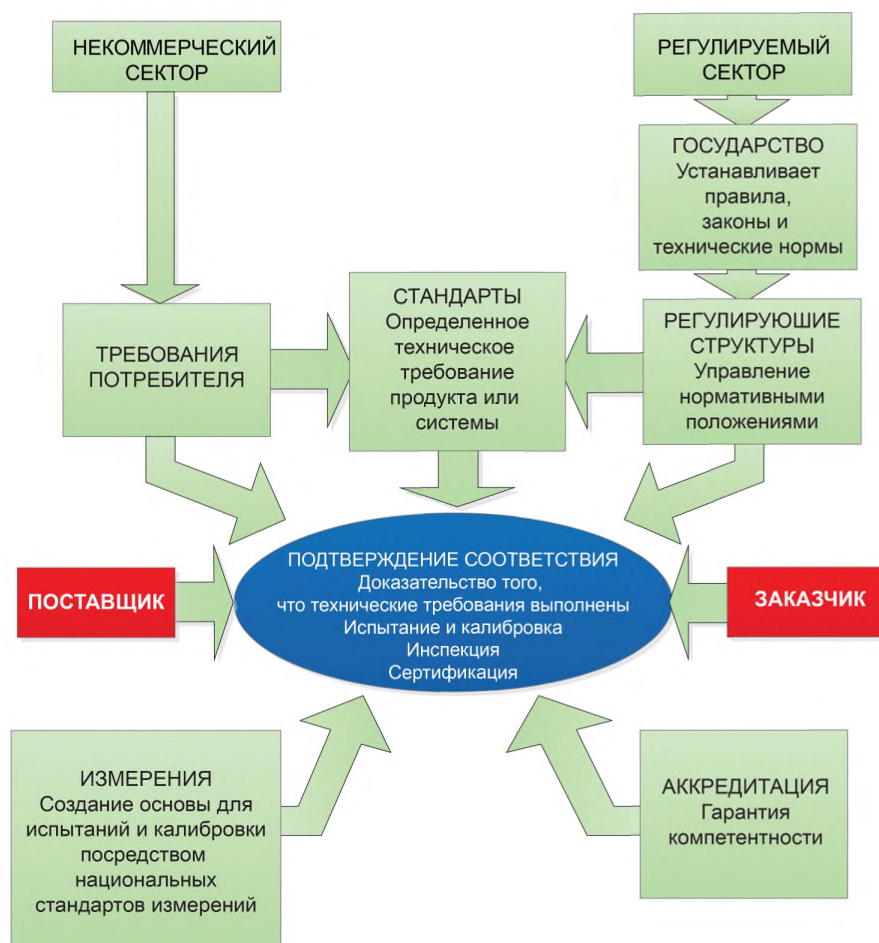 НЕКОММЕРЧЕСКИЙ
СЕКТОР
РЕГУЛИРУЕМЫЙ
СЕКТОР
ГОСУДАРСТВО
Устанавливает
правила,
законы и
технические нормы
ТРЕБОВАНИЯ
ПОТРЕБИТЕЛЯ
СТАНДАРТЫ
Определенное
техническое
требование
продукта или
системы
РЕГУЛИРУЮШИЕ
СТРУКТУРЫ
Управление
нормативными
положениями
ПОСТАВЩИК
ПОДТВЕРЖДЕНИЕ СООТВЕТСТВИЯ
Доказательство того,
что технические требования выполнены
Испытание и калибровка
Инспекция
Сертификация
ЗАКАЗЧИК
ИЗМЕРЕНИЯ
Создание основы для
испытаний и калибровки
посредством
национальных
стандартов измерений
АККРЕДИТАЦИЯ
Гарантия
компетентности